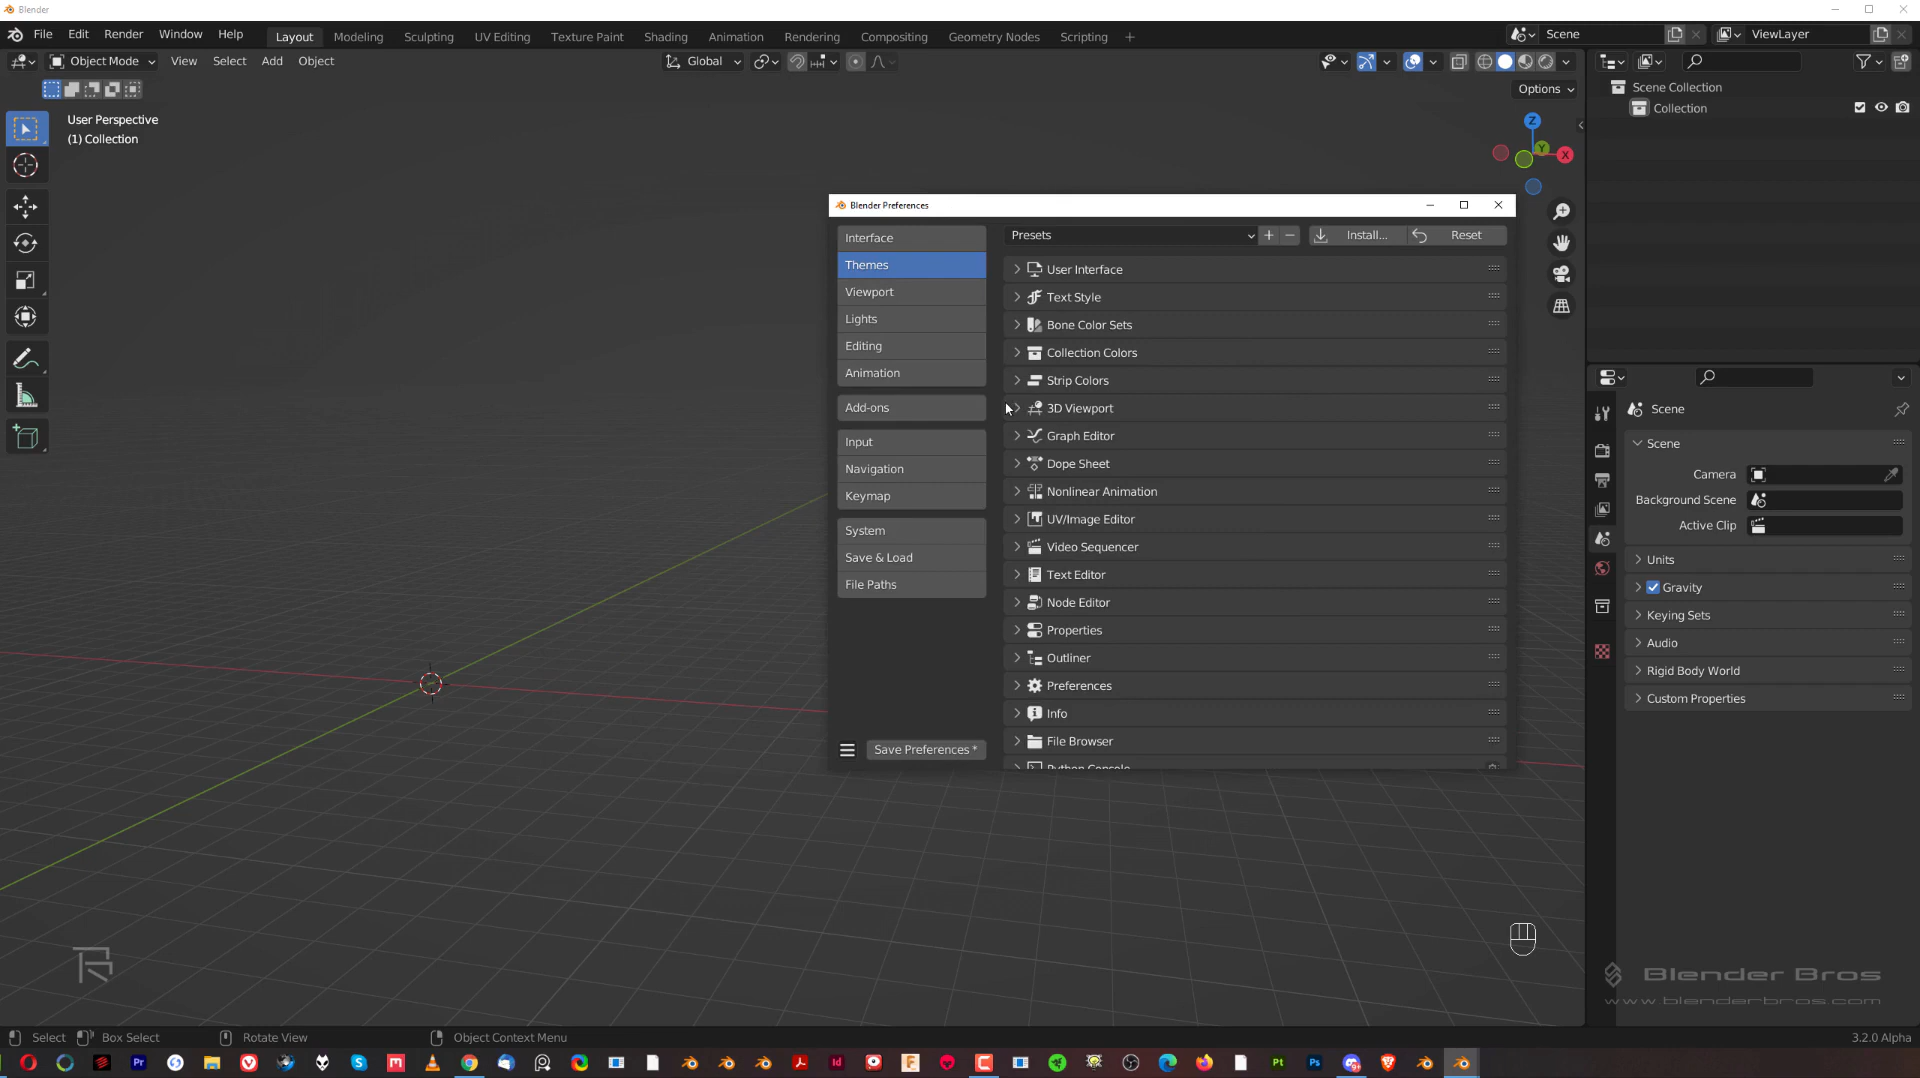 Blender
File Edit Render Window Help
Layout Modeling Sculpting UV Editing Texture Paint Shading Animation Rendering Compositing Geometry Nodes Scripting +
Scene
ViewLayer
Object Mode View Select Add Object
Global
Options
User Perspective
(1) Collection
Z
Y
X
Scene Collection
Collection
Blender Preferences
Interface
Themes
Viewport
Lights
Editing
Animation
Add-ons
Input
Navigation
Keymap
System
Save & Load
File Paths
Save Preferences *
Presets
Install...
Reset
User Interface
Text Style
Bone Color Sets
Collection Colors
Strip Colors
3D Viewport
Graph Editor
Dope Sheet
Nonlinear Animation
UV/Image Editor
Video Sequencer
Text Editor
Node Editor
Properties
Outliner
Preferences
Info
File Browser
Python Console
Scene
Scene
Camera
Background Scene
Active Clip
Units
Gravity
Keying Sets
Audio
Rigid Body World
Custom Properties
Blender Bros
www.blenderbros.com
Select Box Select Rotate View Object Context Menu
3.2.0 Alpha
Pr
S
Id
F
Pt
Ps